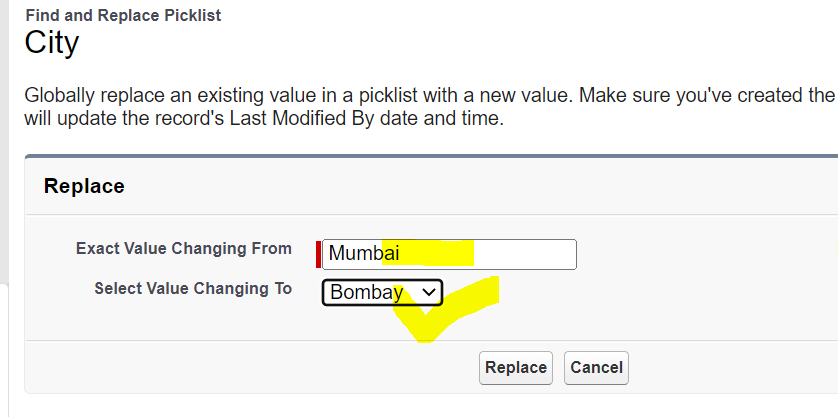 Find and Replace Picklist
City
Globally replace an existing value in a picklist with a new value. Make sure you've created the
will update the record's Last Modified By date and time.
Replace
Exact Value Changing From Mumbai
Select Value Changing To Bombay
Replace Cancel